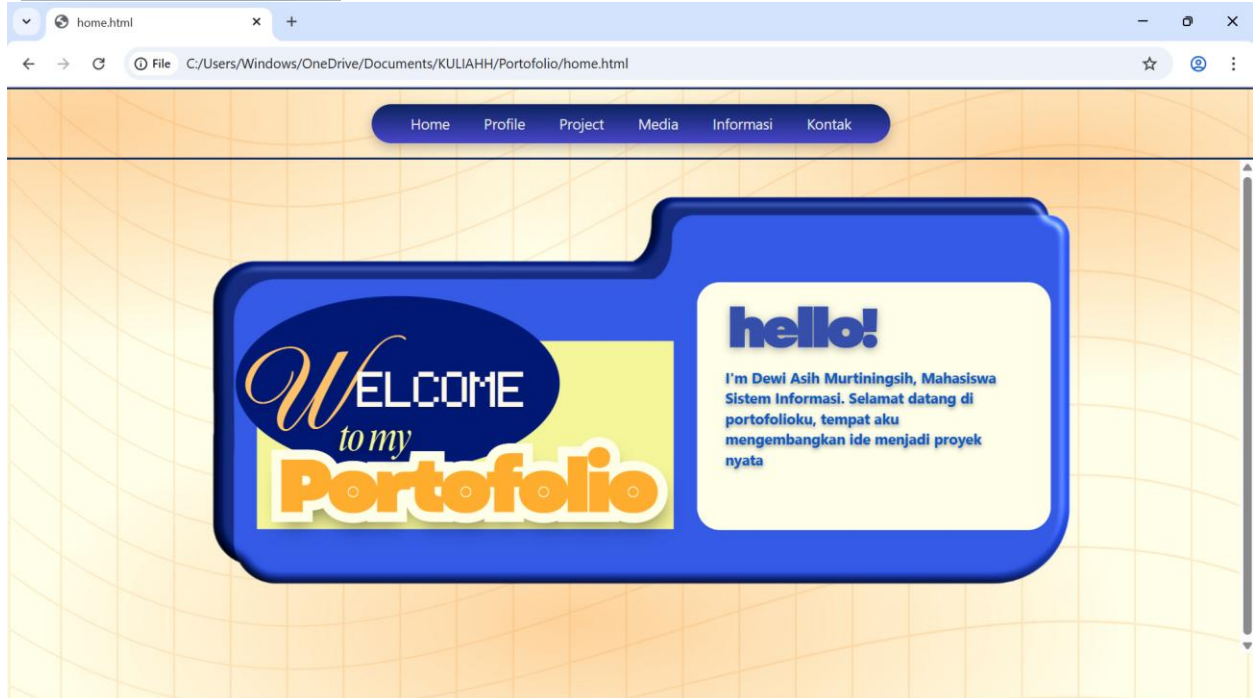 home.html
File C:/Users/Windows/OneDrive/Documents/KULIAHH/Portofolio/home.html
Home Profile Project Media Informasi Kontak
WELCOME
to my
Portofolio
hello!
I'm Dewi Asih Murtiningsih, Mahasiswa
Sistem Informasi. Selamat datang di
portofolioku, tempat aku
mengembangkan ide menjadi proyek
nyata